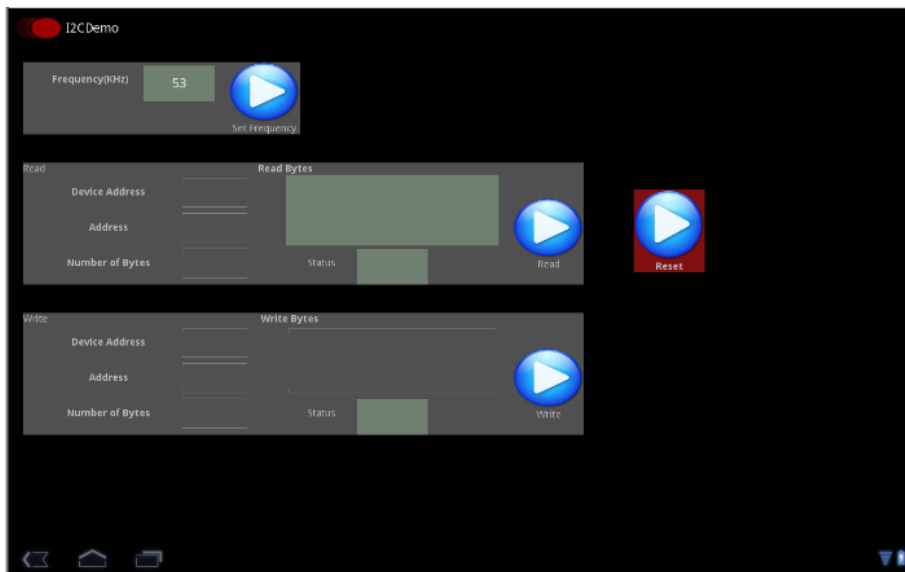 I2CDemo
Frequency(KHz)
53
Set Frequency
Read
Read Bytes
Device Address
Address
Number of Bytes
Status
Read
Reset
Write
Write Bytes
Device Address
Address
Number of Bytes
Status
Write